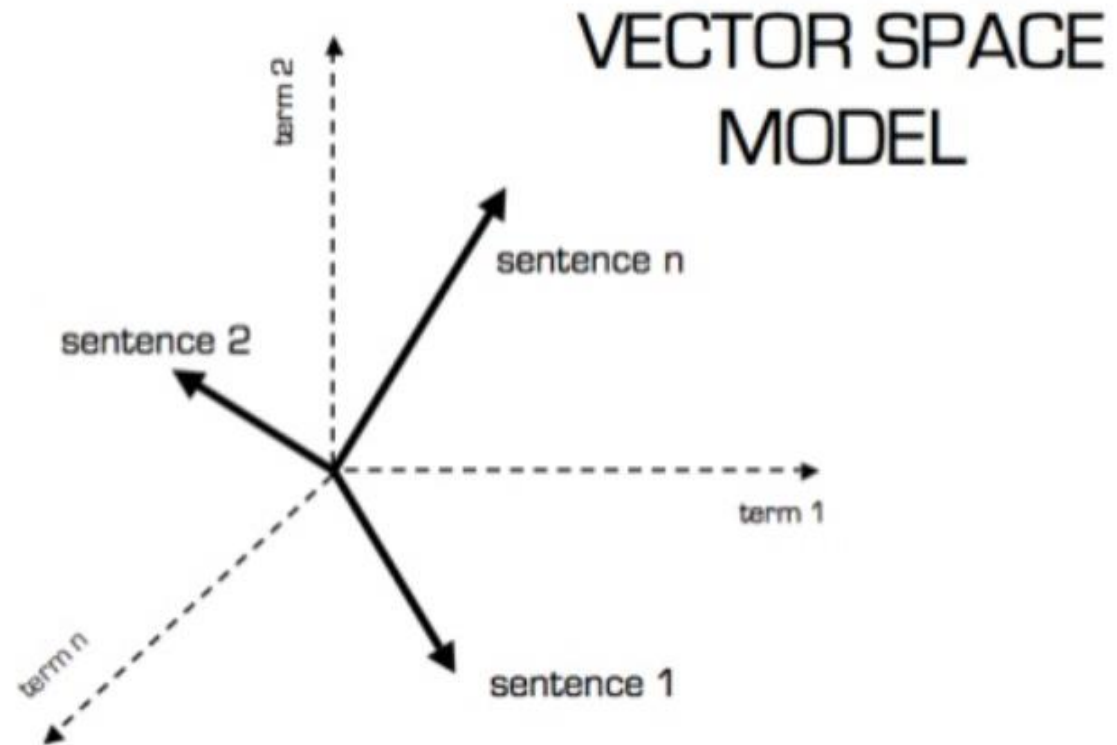 VECTOR SPACE
MODEL
term 2
sentence n
sentence 2
term 1
term n
sentence 1